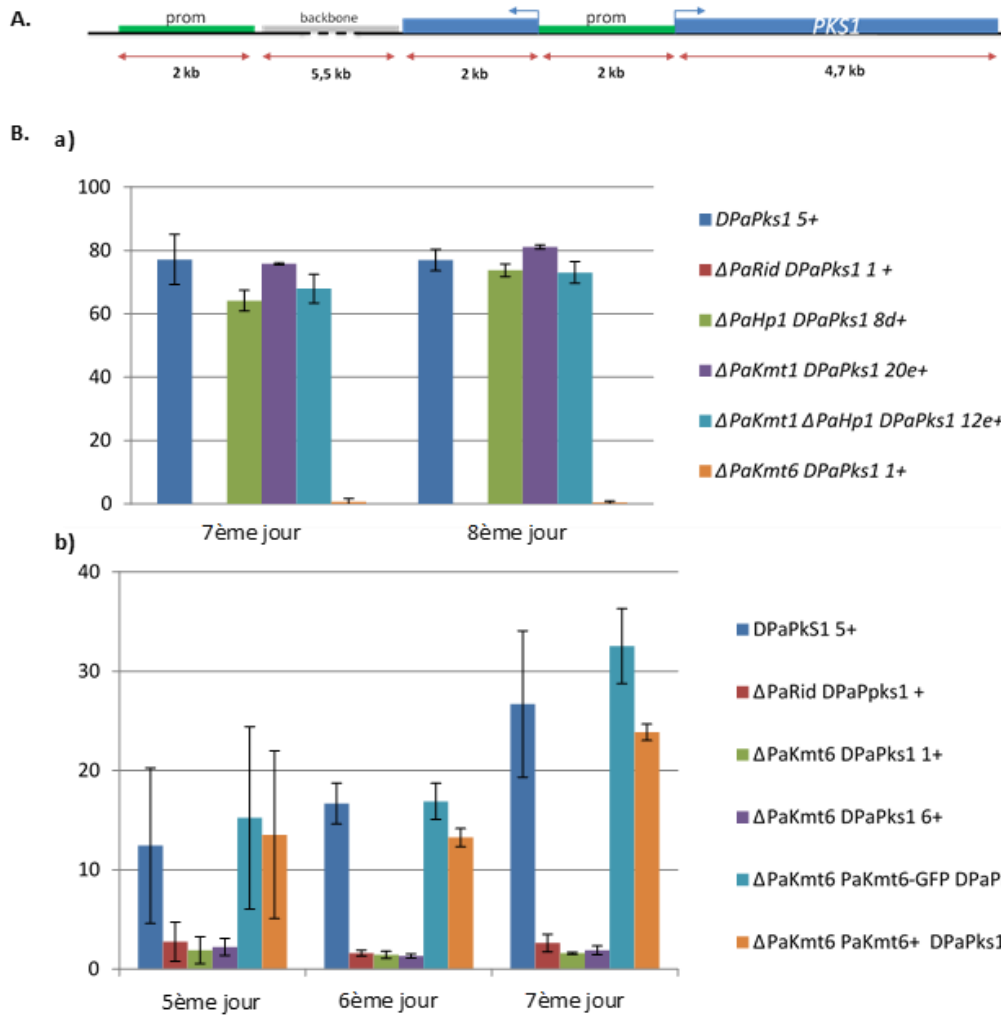 A.
prom backbone prom PKS1
2 kb 5,5 kb 2 kb 2 kb 4,7 kb
B. a)
100
80
60
40
20
0
7ème jour 8ème jour
DPaPks1 5+
ΔPaRid DPaPks1 1 +
ΔPaHp1 DPaPks1 8d+
ΔPaKmt1 DPaPks1 20e+
ΔPaKmt1 ΔPaHp1 DPaPks1 12e+
ΔPaKmt6 DPaPks1 1+
b)
40
30
20
10
0
5ème jour 6ème jour 7ème jour
DPaPkS1 5+
ΔPaRid DPaPpks1 +
ΔPaKmt6 DPaPks1 1+
ΔPaKmt6 DPaPks1 6+
ΔPaKmt6 PaKmt6-GFP DPaP
ΔPaKmt6 PaKmt6+ DPaPks1